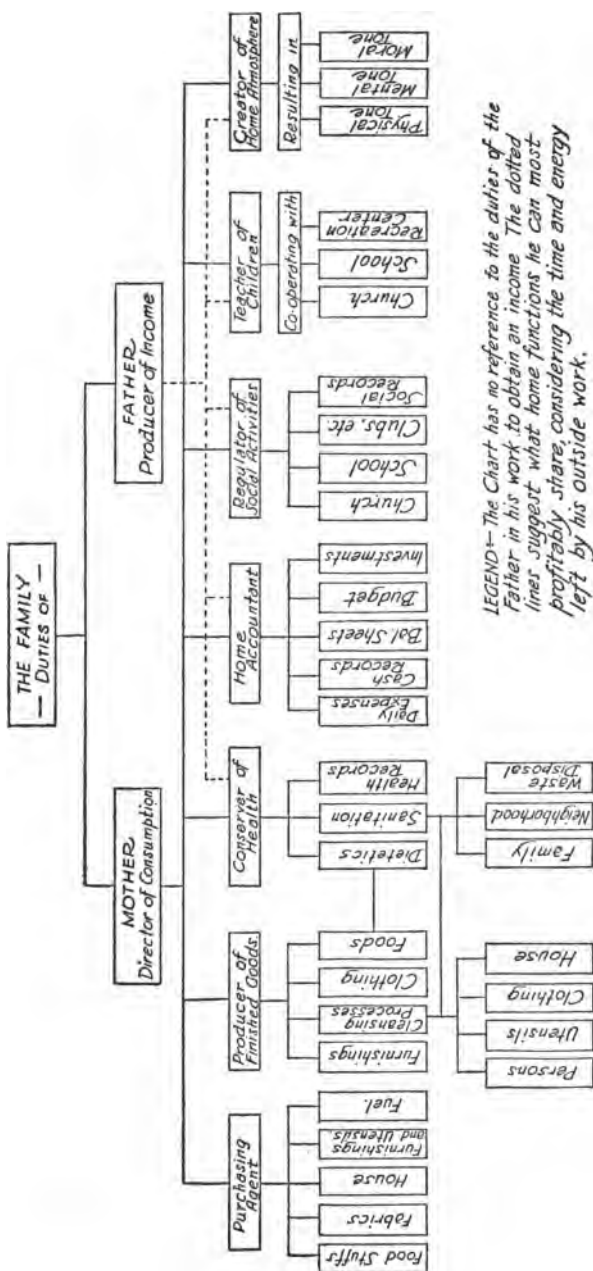 THE FAMILY
— DUTIES OF —
MOTHER
Director of Consumption
FATHER
Producer of Income
Purchasing
Agent
Food Stuffs
Fabrics
House
Furnishings
and Utensils.
Fuel.
Producer of
Finished Goods.
Furnishings
Cleansing
Processes
Clothing
Foods
Persons
Utensils
Clothing
House
Conserver of
Health
Dietetics
Sanitation
Health
Records
Family
Neighborhood
Waste
Disposal
Home
Accountant
Daily
Expenses
Cash
Records
Bal. Sheets
Budget
Investments
Regulator of
Social Activities
Church
School
Clubs, etc
Social
Records
Teacher of
Children
Co-operating with
Church
School
Recreation
Center
Creator of
Home Atmosphere
Resulting in
Physical
Tone
Mental
Tone
Moral
Tone
LEGEND:- The Chart has no reference to the duties of the
Father in his work to obtain an income The dotted
lines suggest what home functions he can most
profitably share, considering the time and energy
left by his outside work.